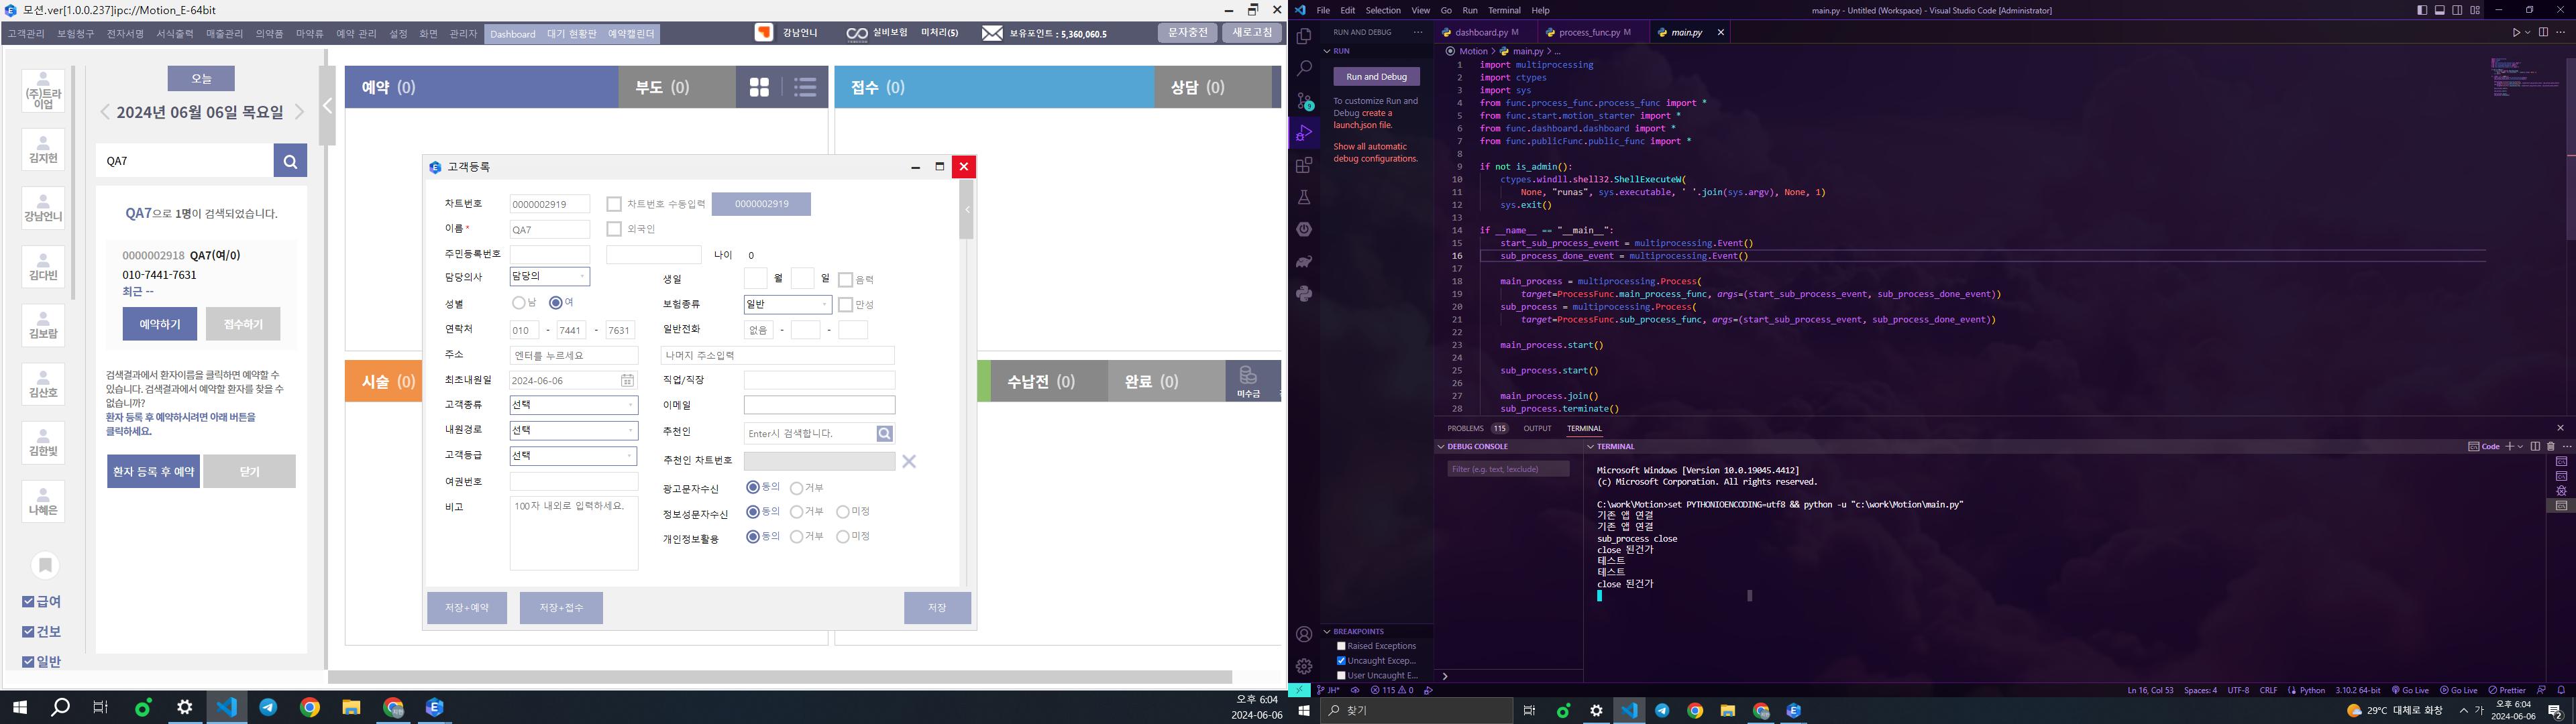 모션.ver[1.0.0.237]ipc://Motion_E-64bit
고객관리 보험청구 전자서명 서식출력 매출관리 의약품 마약류 예약 관리 설정 화면 관리자 Dashboard 대기 현황판 예약캘린더
강남언니 실비보험 미처리(5) 보유포인트 : 5,360,060.5 문자충전 새로고침
(주)트라이업
김지헌
강남언니
김다빈
김보람
김산호
김한빛
나혜은
급여
건보
일반
오늘
2024년 06월 06일 목요일
QA7
QA7으로 1명이 검색되었습니다.
0000002918 QA7(여/0)
010-7441-7631
최근 --
예약하기 접수하기
검색결과에서 환자이름을 클릭하면 예약할 수
있습니다. 검색결과에서 예약할 환자를 찾을 수
없습니까?
환자 등록 후 예약하시려면 아래 버튼을
클릭하세요.
환자 등록 후 예약 닫기
예약 (0) 부도 (0)
접수 (0) 상담 (0)
시술 (0)
수납전 (0) 완료 (0) 미수금
고객등록
차트번호 0000002919 차트번호 수동입력 0000002919
이름* QA7 외국인
주민등록번호 나이 0
담당의사 담당의 생일 월 일 음력
성별 남 여 보험종류 일반 만성
연락처 010 - 7441 - 7631 일반전화 없음 - -
주소 엔터를 누르세요 나머지 주소입력
최초내원일 2024-06-06 직업/직장
고객종류 선택 이메일
내원경로 선택 추천인 Enter시 검색합니다.
고객등급 선택 추천인 차트번호
여권번호 광고문자수신 동의 거부
비고 100자 내외로 입력하세요. 정보성문자수신 동의 거부 미정
개인정보활용 동의 거부 미정
저장+예약 저장+접수 저장
오후 6:04
2024-06-06
File Edit Selection View Go Run Terminal Help
main.py - Untitled (Workspace) - Visual Studio Code [Administrator]
RUN AND DEBUG
RUN
Run and Debug
To customize Run and
Debug create a
launch.json file.
Show all automatic
debug configurations.
dashboard.py M process_func.py M main.py
Motion > main.py > ...
1 import multiprocessing
2 import ctypes
3 import sys
4 from func.process_func.process_func import *
5 from func.start.motion_starter import *
6 from func.dashboard.dashboard import *
7 from func.publicFunc.public_func import *
8
9 if not is_admin():
10 ctypes.windll.shell32.ShellExecuteW(
11 None, "runas", sys.executable, ' '.join(sys.argv), None, 1)
12 sys.exit()
13
14 if __name__ == "__main__":
15 start_sub_process_event = multiprocessing.Event()
16 sub_process_done_event = multiprocessing.Event()
17
18 main_process = multiprocessing.Process(
19 target=ProcessFunc.main_process_func, args=(start_sub_process_event, sub_process_done_event))
20 sub_process = multiprocessing.Process(
21 target=ProcessFunc.sub_process_func, args=(start_sub_process_event, sub_process_done_event))
22
23 main_process.start()
24
25 sub_process.start()
26
27 main_process.join()
28 sub_process.terminate()
PROBLEMS 115 OUTPUT TERMINAL
DEBUG CONSOLE
Filter (e.g. text, !exclude)
TERMINAL
Code
Microsoft Windows [Version 10.0.19045.4412]
(c) Microsoft Corporation. All rights reserved.
C:\work\Motion>set PYTHONIOENCODING=utf8 && python -u "c:\work\Motion\main.py"
기존 앱 연결
기존 앱 연결
sub_process close
close 된건가
테스트
테스트
close 된건가
BREAKPOINTS
Raised Exceptions
Uncaught Excep...
User Uncaught E...
JH* 115 0
Ln 16, Col 53 Spaces: 4 UTF-8 CRLF Python 3.10.2 64-bit Go Live Go Live Prettier
찾기
29°C 대체로 화창 가 오후 6:04
2024-06-06
2